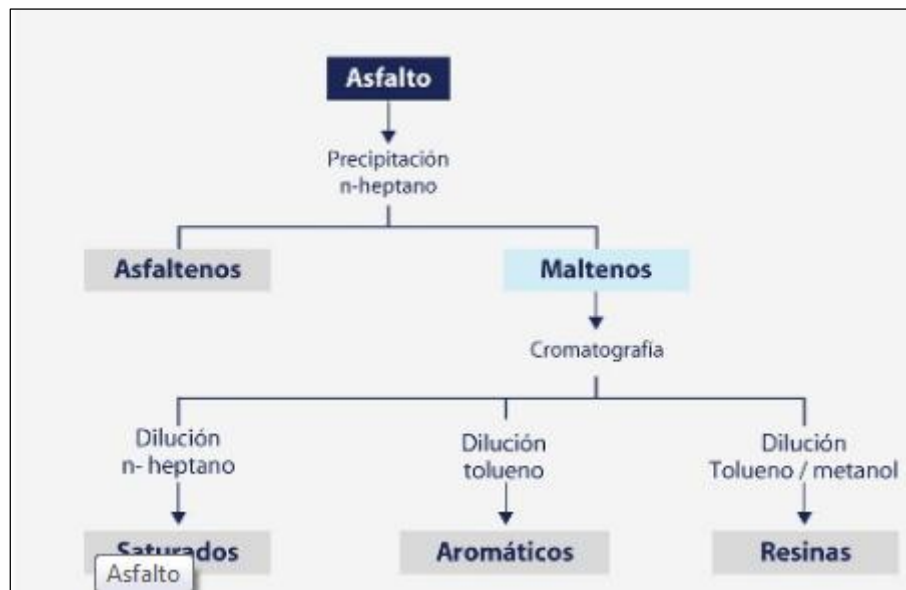 Asfalto
Precipitación
n-heptano
Asfaltenos
Maltenos
Cromatografía
Dilución
n- heptano
Dilución
tolueno
Dilución
Tolueno / metanol
Saturados
Aromáticos
Resinas
Asfalto